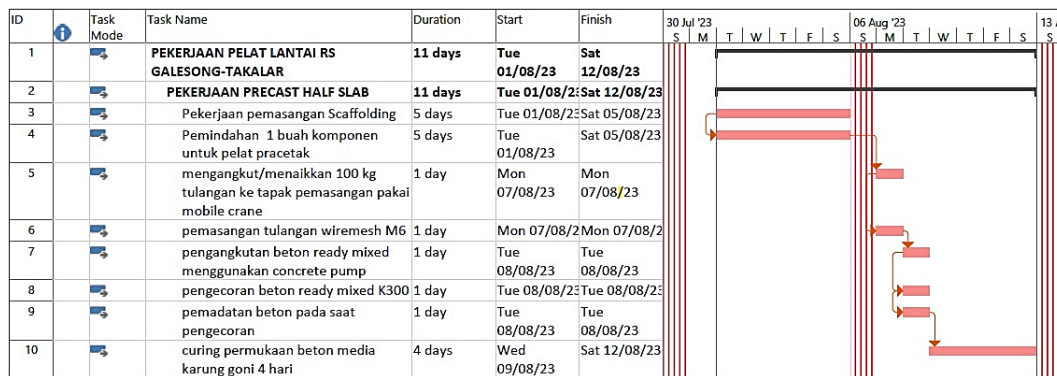 ID Task Mode Task Name Duration Start Finish 30 Jul '23 06 Aug '23 13
S M T W T F S S M T W T F S S
1 PEKERJAAN PELAT LANTAI RS 11 days Tue Sat
GALESONG-TAKALAR 01/08/23 12/08/23
2 PEKERJAAN PRECAST HALF SLAB 11 days Tue 01/08/23 Sat 12/08/23
3 Pekerjaan pemasangan Scaffolding 5 days Tue 01/08/23 Sat 05/08/23
4 Pemindahan 1 buah komponen 5 days Tue Sat 05/08/23
untuk pelat pracetak 01/08/23
5 mengangkut/menaikkan 100 kg 1 day Mon Mon
tulangan ke tapak pemasangan pakai 07/08/23 07/08/23
mobile crane
6 pemasangan tulangan wiremesh M6 1 day Mon 07/08/2 Mon 07/08/2
7 pengangkutan beton ready mixed 1 day Tue Tue
menggunakan concrete pump 08/08/23 08/08/23
8 pengecoran beton ready mixed K300 1 day Tue 08/08/23 Tue 08/08/23
9 pemadatan beton pada saat 1 day Tue Tue
pengecoran 08/08/23 08/08/23
10 curing permukaan beton media 4 days Wed Sat 12/08/23
karung goni 4 hari 09/08/23